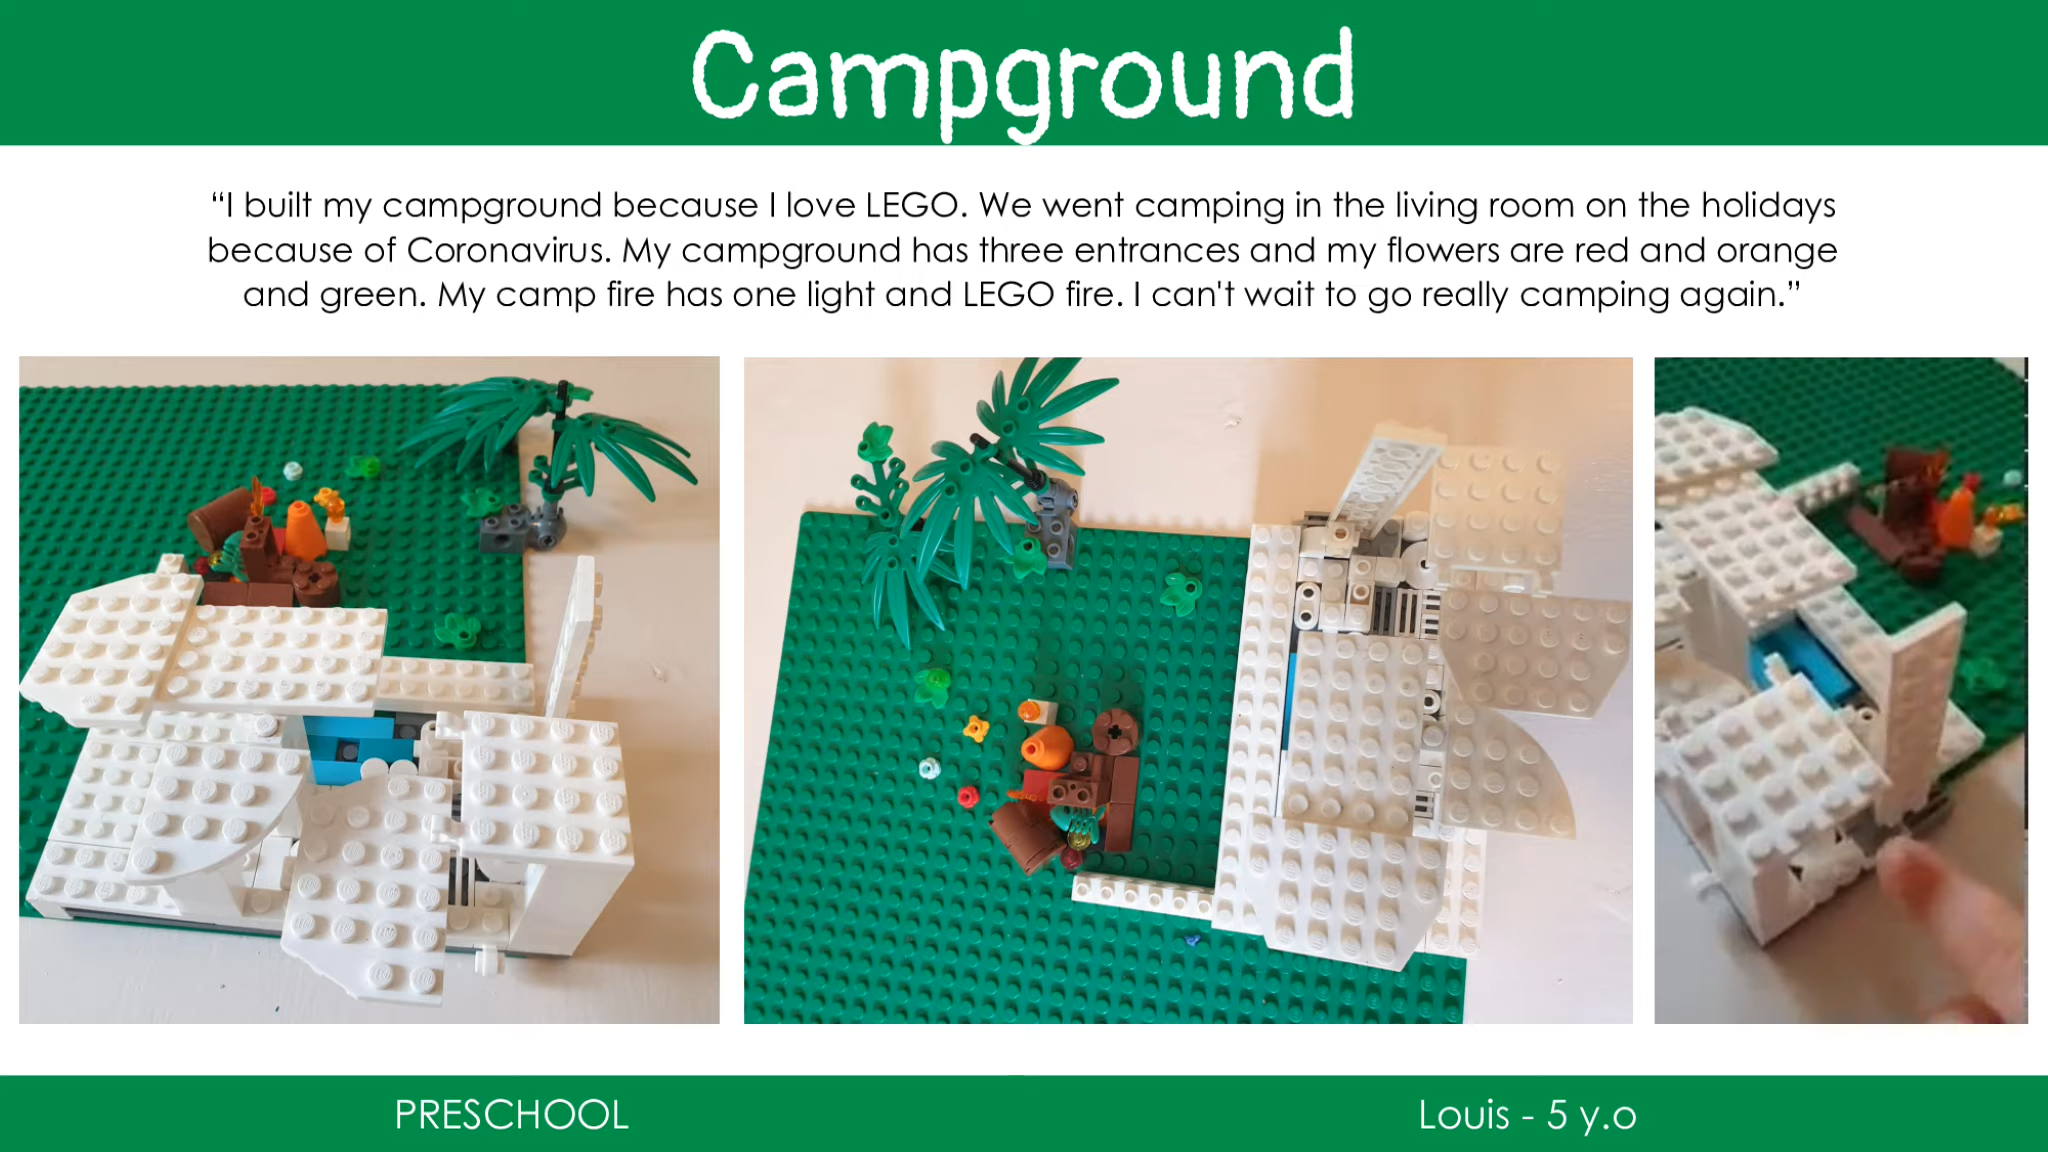 Campground
“I built my campground because I love LEGO. We went camping in the living room on the holidays
because of Coronavirus. My campground has three entrances and my flowers are red and orange
and green. My camp fire has one light and LEGO fire. I can't wait to go really camping again.”
PRESCHOOL
Louis - 5 y.o